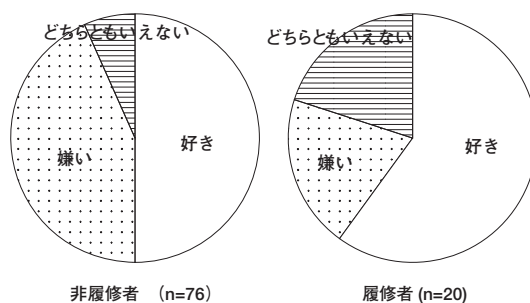 どちらともいえない
嫌い
好き
非履修者 (n=76)
どちらともいえない
嫌い
好き
履修者 (n=20)